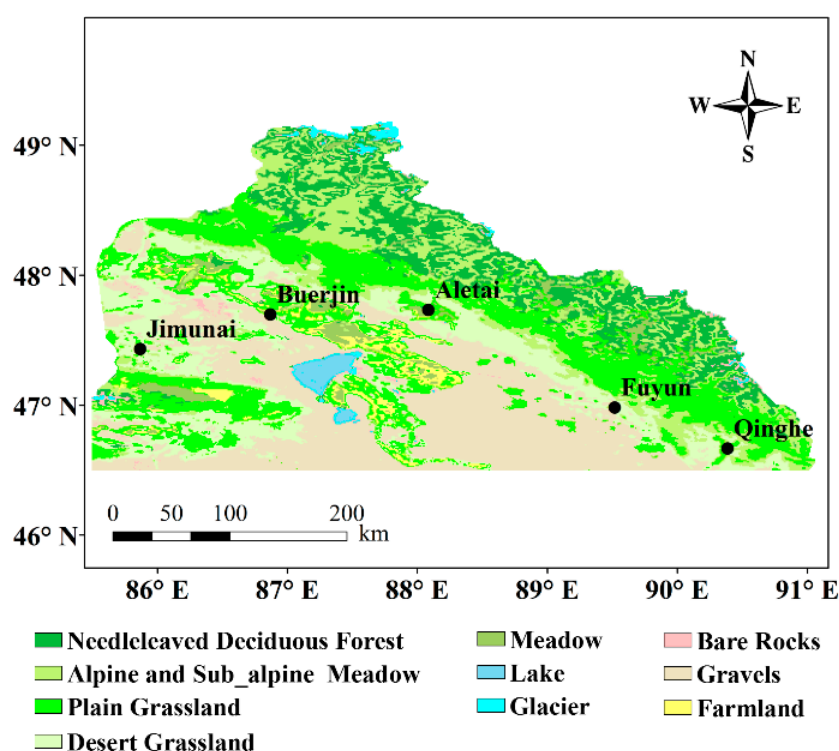 N
W E
S
49° N
48° N
47° N
46° N
Aletai
Buerjin
Jimunai
Fuyun
Qinghe
0 50 100 200
km
86° E 87° E 88° E 89° E 90° E 91° E
Needleleaved Deciduous Forest Meadow Bare Rocks
Alpine and Sub_alpine Meadow Lake Gravels
Plain Grassland Glacier Farmland
Desert Grassland